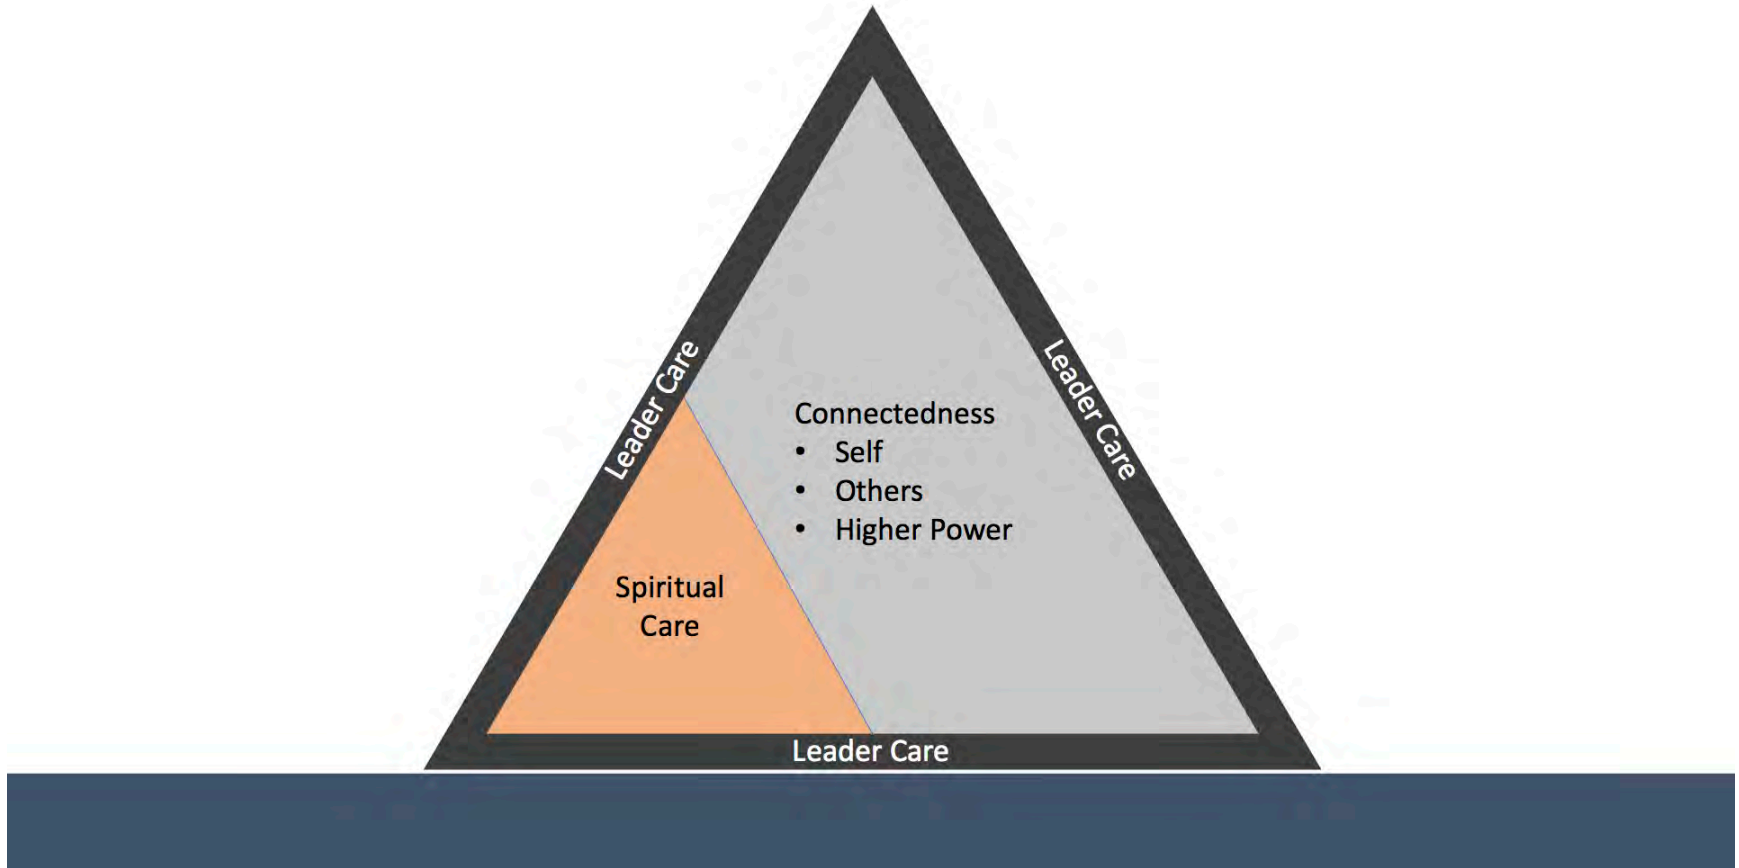 Leader Care
Leader Care
Connectedness
• Self
• Others
• Higher Power
Spiritual
Care
Leader Care